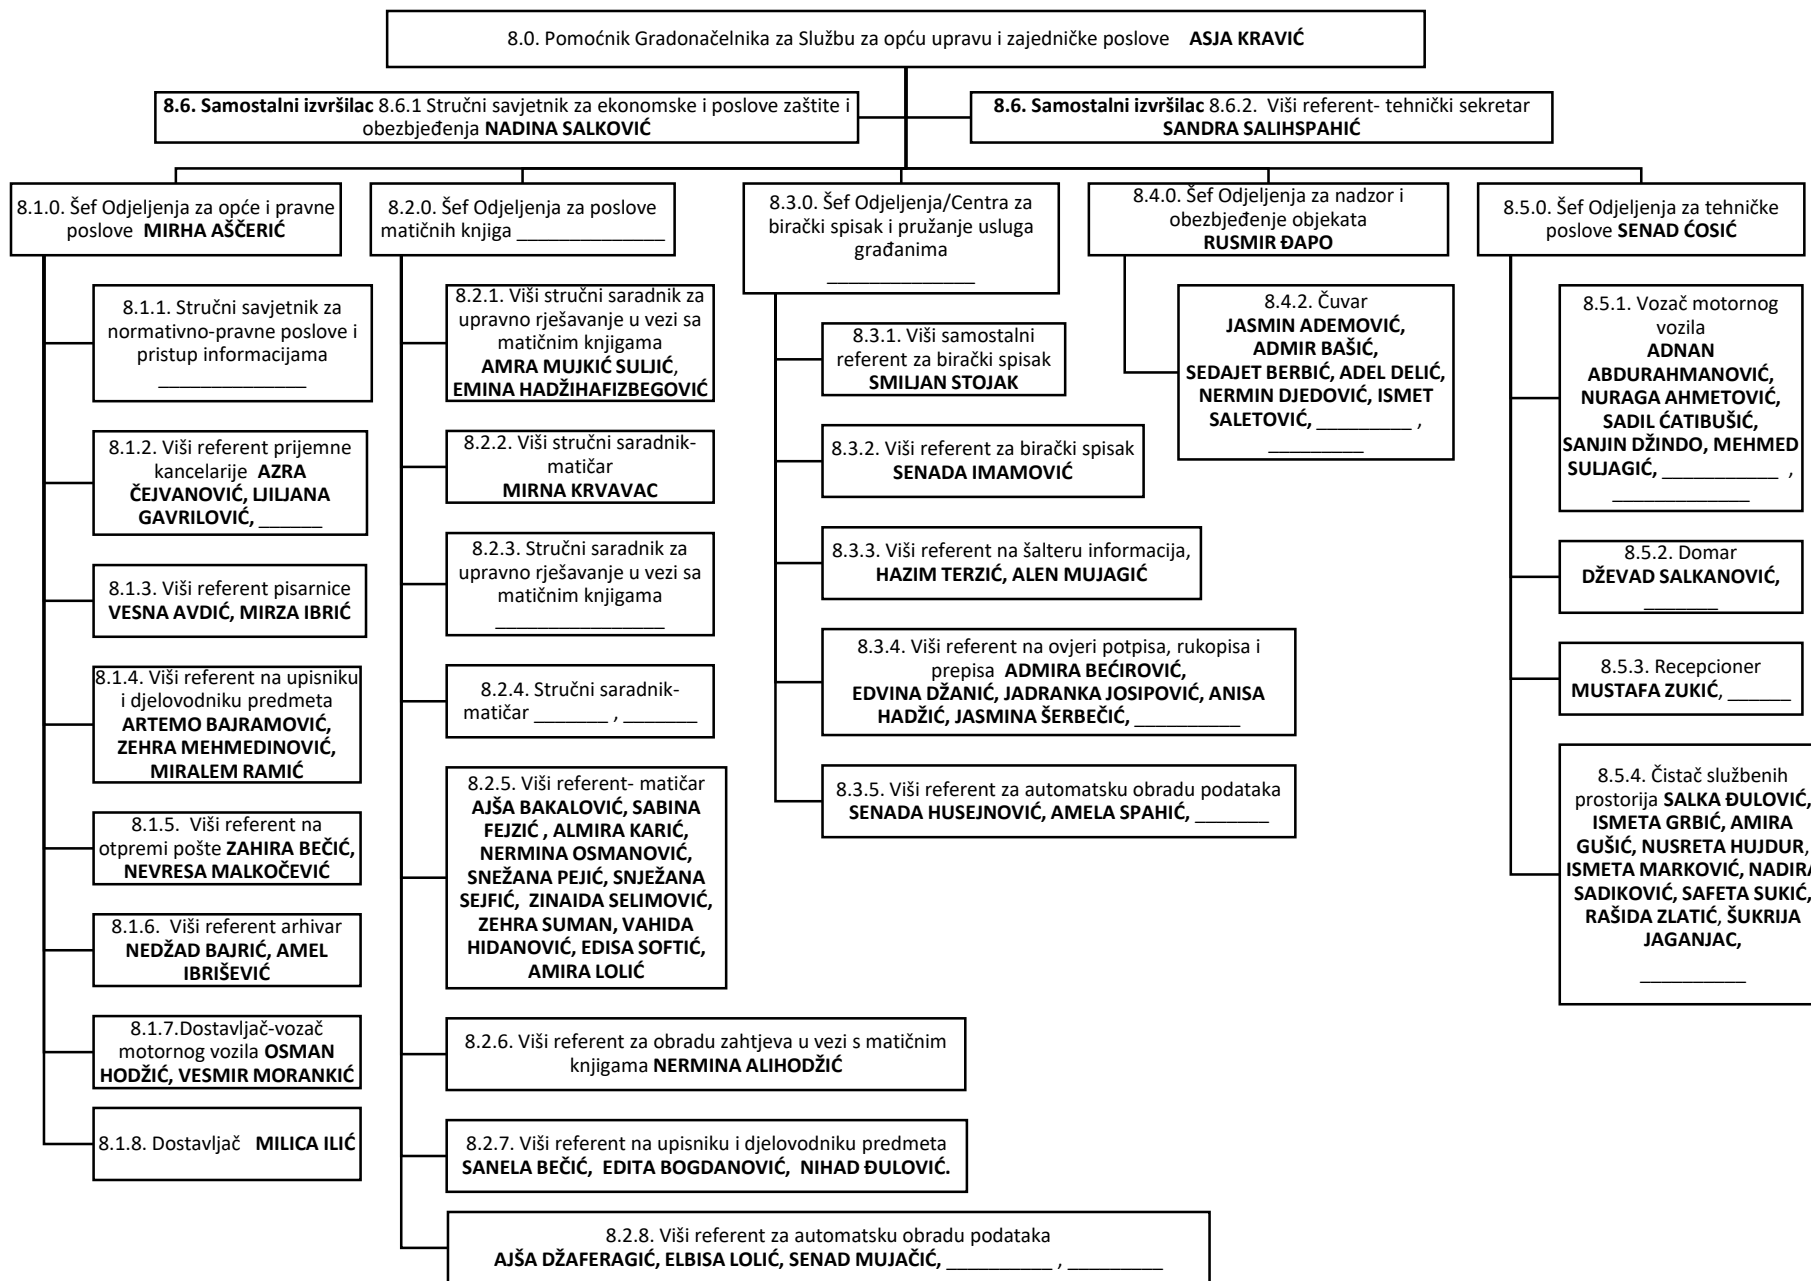 8.0. Pomoćnik Gradonačelnika za Službu za opću upravu i zajedničke poslove ASJA KRAVIĆ
8.6. Samostalni izvršilac 8.6.1 Stručni savjetnik za ekonomske i poslove zaštite i
obezbjeđenja NADINA SALKOVIĆ
8.6. Samostalni izvršilac 8.6.2. Viši referent- tehnički sekretar
SANDRA SALIHSPAHIĆ
8.1.0. Šef Odjeljenja za opće i pravne
poslove MIRHA AŠČERIĆ
8.1.1. Stručni savjetnik za
normativno-pravne poslove i
pristup informacijama
______________
8.1.2. Viši referent prijemne
kancelarije AZRA
ČEJVANOVIĆ, LJILJANA
GAVRILOVIĆ, ______
8.1.3. Viši referent pisarnice
VESNA AVDIĆ, MIRZA IBRIĆ
8.1.4. Viši referent na upisniku
i djelovodniku predmeta
ARTEMO BAJRAMOVIĆ,
ZEHRA MEHMEDINOVIĆ,
MIRALEM RAMIĆ
8.1.5. Viši referent na
otpremi pošte ZAHIRA BEČIĆ,
NEVRESA MALKOČEVIĆ
8.1.6. Viši referent arhivar
NEDŽAD BAJRIĆ, AMEL
IBRIŠEVIĆ
8.1.7.Dostavljač-vozač
motornog vozila OSMAN
HODŽIĆ, VESMIR MORANKIĆ
8.1.8. Dostavljač MILICA ILIĆ
8.2.0. Šef Odjeljenja za poslove
matičnih knjiga ______________
8.2.1. Viši stručni saradnik za
upravno rješavanje u vezi sa
matičnim knjigama
AMRA MUJKIĆ SULJIĆ,
EMINA HADŽIHAFIZBEGOVIĆ
8.2.2. Viši stručni saradnik-
matičar
MIRNA KRVAVAC
8.2.3. Stručni saradnik za
upravno rješavanje u vezi sa
matičnim knjigama
________________
8.2.4. Stručni saradnik-
matičar _______ , _______
8.2.5. Viši referent- matičar
AJŠA BAKALOVIĆ, SABINA
FEJZIĆ , ALMIRA KARIĆ,
NERMINA OSMANOVIĆ,
SNEŽANA PEJIĆ, SNJEŽANA
SEJFIĆ, ZINAIDA SELIMOVIĆ,
ZEHRA SUMAN, VAHIDA
HIDANOVIĆ, EDISA SOFTIĆ,
AMIRA LOLIĆ
8.2.6. Viši referent za obradu zahtjeva u vezi s matičnim
knjigama NERMINA ALIHODŽIĆ
8.2.7. Viši referent na upisniku i djelovodniku predmeta
SANELA BEČIĆ, EDITA BOGDANOVIĆ, NIHAD ĐULOVIĆ.
8.2.8. Viši referent za automatsku obradu podataka
AJŠA DŽAFERAGIĆ, ELBISA LOLIĆ, SENAD MUJAČIĆ, __________ , _________
8.3.0. Šef Odjeljenja/Centra za
birački spisak i pružanje usluga
građanima
______________
8.3.1. Viši samostalni
referent za birački spisak
SMILJAN STOJAK
8.3.2. Viši referent za birački spisak
SENADA IMAMOVIĆ
8.3.3. Viši referent na šalteru informacija,
HAZIM TERZIĆ, ALEN MUJAGIĆ
8.3.4. Viši referent na ovjeri potpisa, rukopisa i
prepisa ADMIRA BEĆIROVIĆ,
EDVINA DŽANIĆ, JADRANKA JOSIPOVIĆ, ANISA
HADŽIĆ, JASMINA ŠERBEČIĆ, __________
8.3.5. Viši referent za automatsku obradu podataka
SENADA HUSEJNOVIĆ, AMELA SPAHIĆ, _______
8.4.0. Šef Odjeljenja za nadzor i
obezbjeđenje objekata
RUSMIR ĐAPO
8.4.2. Čuvar
JASMIN ADEMOVIĆ,
ADMIR BAŠIĆ,
SEDAJET BERBIĆ, ADEL DELIĆ,
NERMIN DJEDOVIĆ, ISMET
SALETOVIĆ, _________ ,
_________
8.5.0. Šef Odjeljenja za tehničke
poslove SENAD ĆOSIĆ
8.5.1. Vozač motornog
vozila
ADNAN
ABDURAHMANOVIĆ,
NURAGA AHMETOVIĆ,
SADIL ĆATIBUŠIĆ,
SANJIN DŽINDO, MEHMED
SULJAGIĆ, ___________ ,
_____________
8.5.2. Domar
DŽEVAD SALKANOVIĆ,
_______
8.5.3. Recepcioner
MUSTAFA ZUKIĆ, ______
8.5.4. Čistač službenih
prostorija SALKA ĐULOVIĆ,
ISMETA GRBIĆ, AMIRA
GUŠIĆ, NUSRETA HUJDUR,
ISMETA MARKOVIĆ, NADIRA
SADIKOVIĆ, SAFETA SUKIĆ,
RAŠIDA ZLATIĆ, ŠUKRIJA
JAGANJAC,
__________